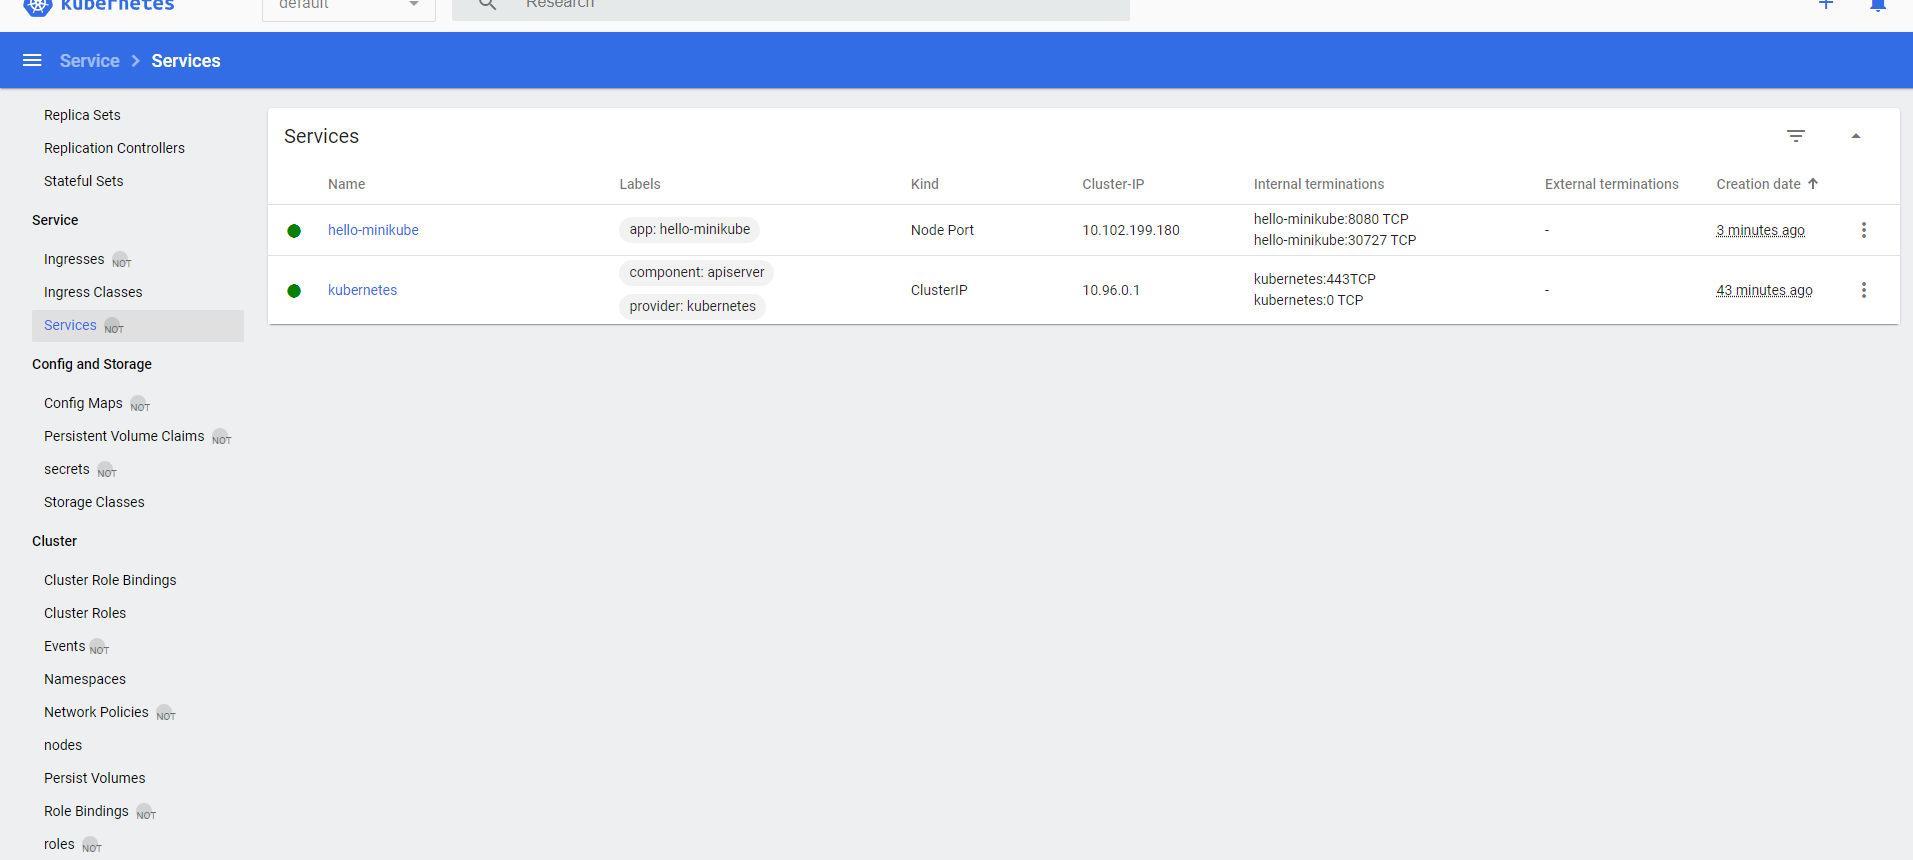 kubernetes
default
Research
Service > Services
Replica Sets
Replication Controllers
Stateful Sets
Service
Ingresses NOT
Ingress Classes
Services NOT
Config and Storage
Config Maps NOT
Persistent Volume Claims NOT
secrets NOT
Storage Classes
Cluster
Cluster Role Bindings
Cluster Roles
Events NOT
Namespaces
Network Policies NOT
nodes
Persist Volumes
Role Bindings NOT
roles NOT
Services
Name Labels Kind Cluster-IP Internal terminations External terminations Creation date
hello-minikube app: hello-minikube Node Port 10.102.199.180 hello-minikube:8080 TCP - 3 minutes ago
hello-minikube:30727 TCP
kubernetes component: apiserver ClusterIP 10.96.0.1 kubernetes:443TCP - 43 minutes ago
provider: kubernetes kubernetes:0 TCP